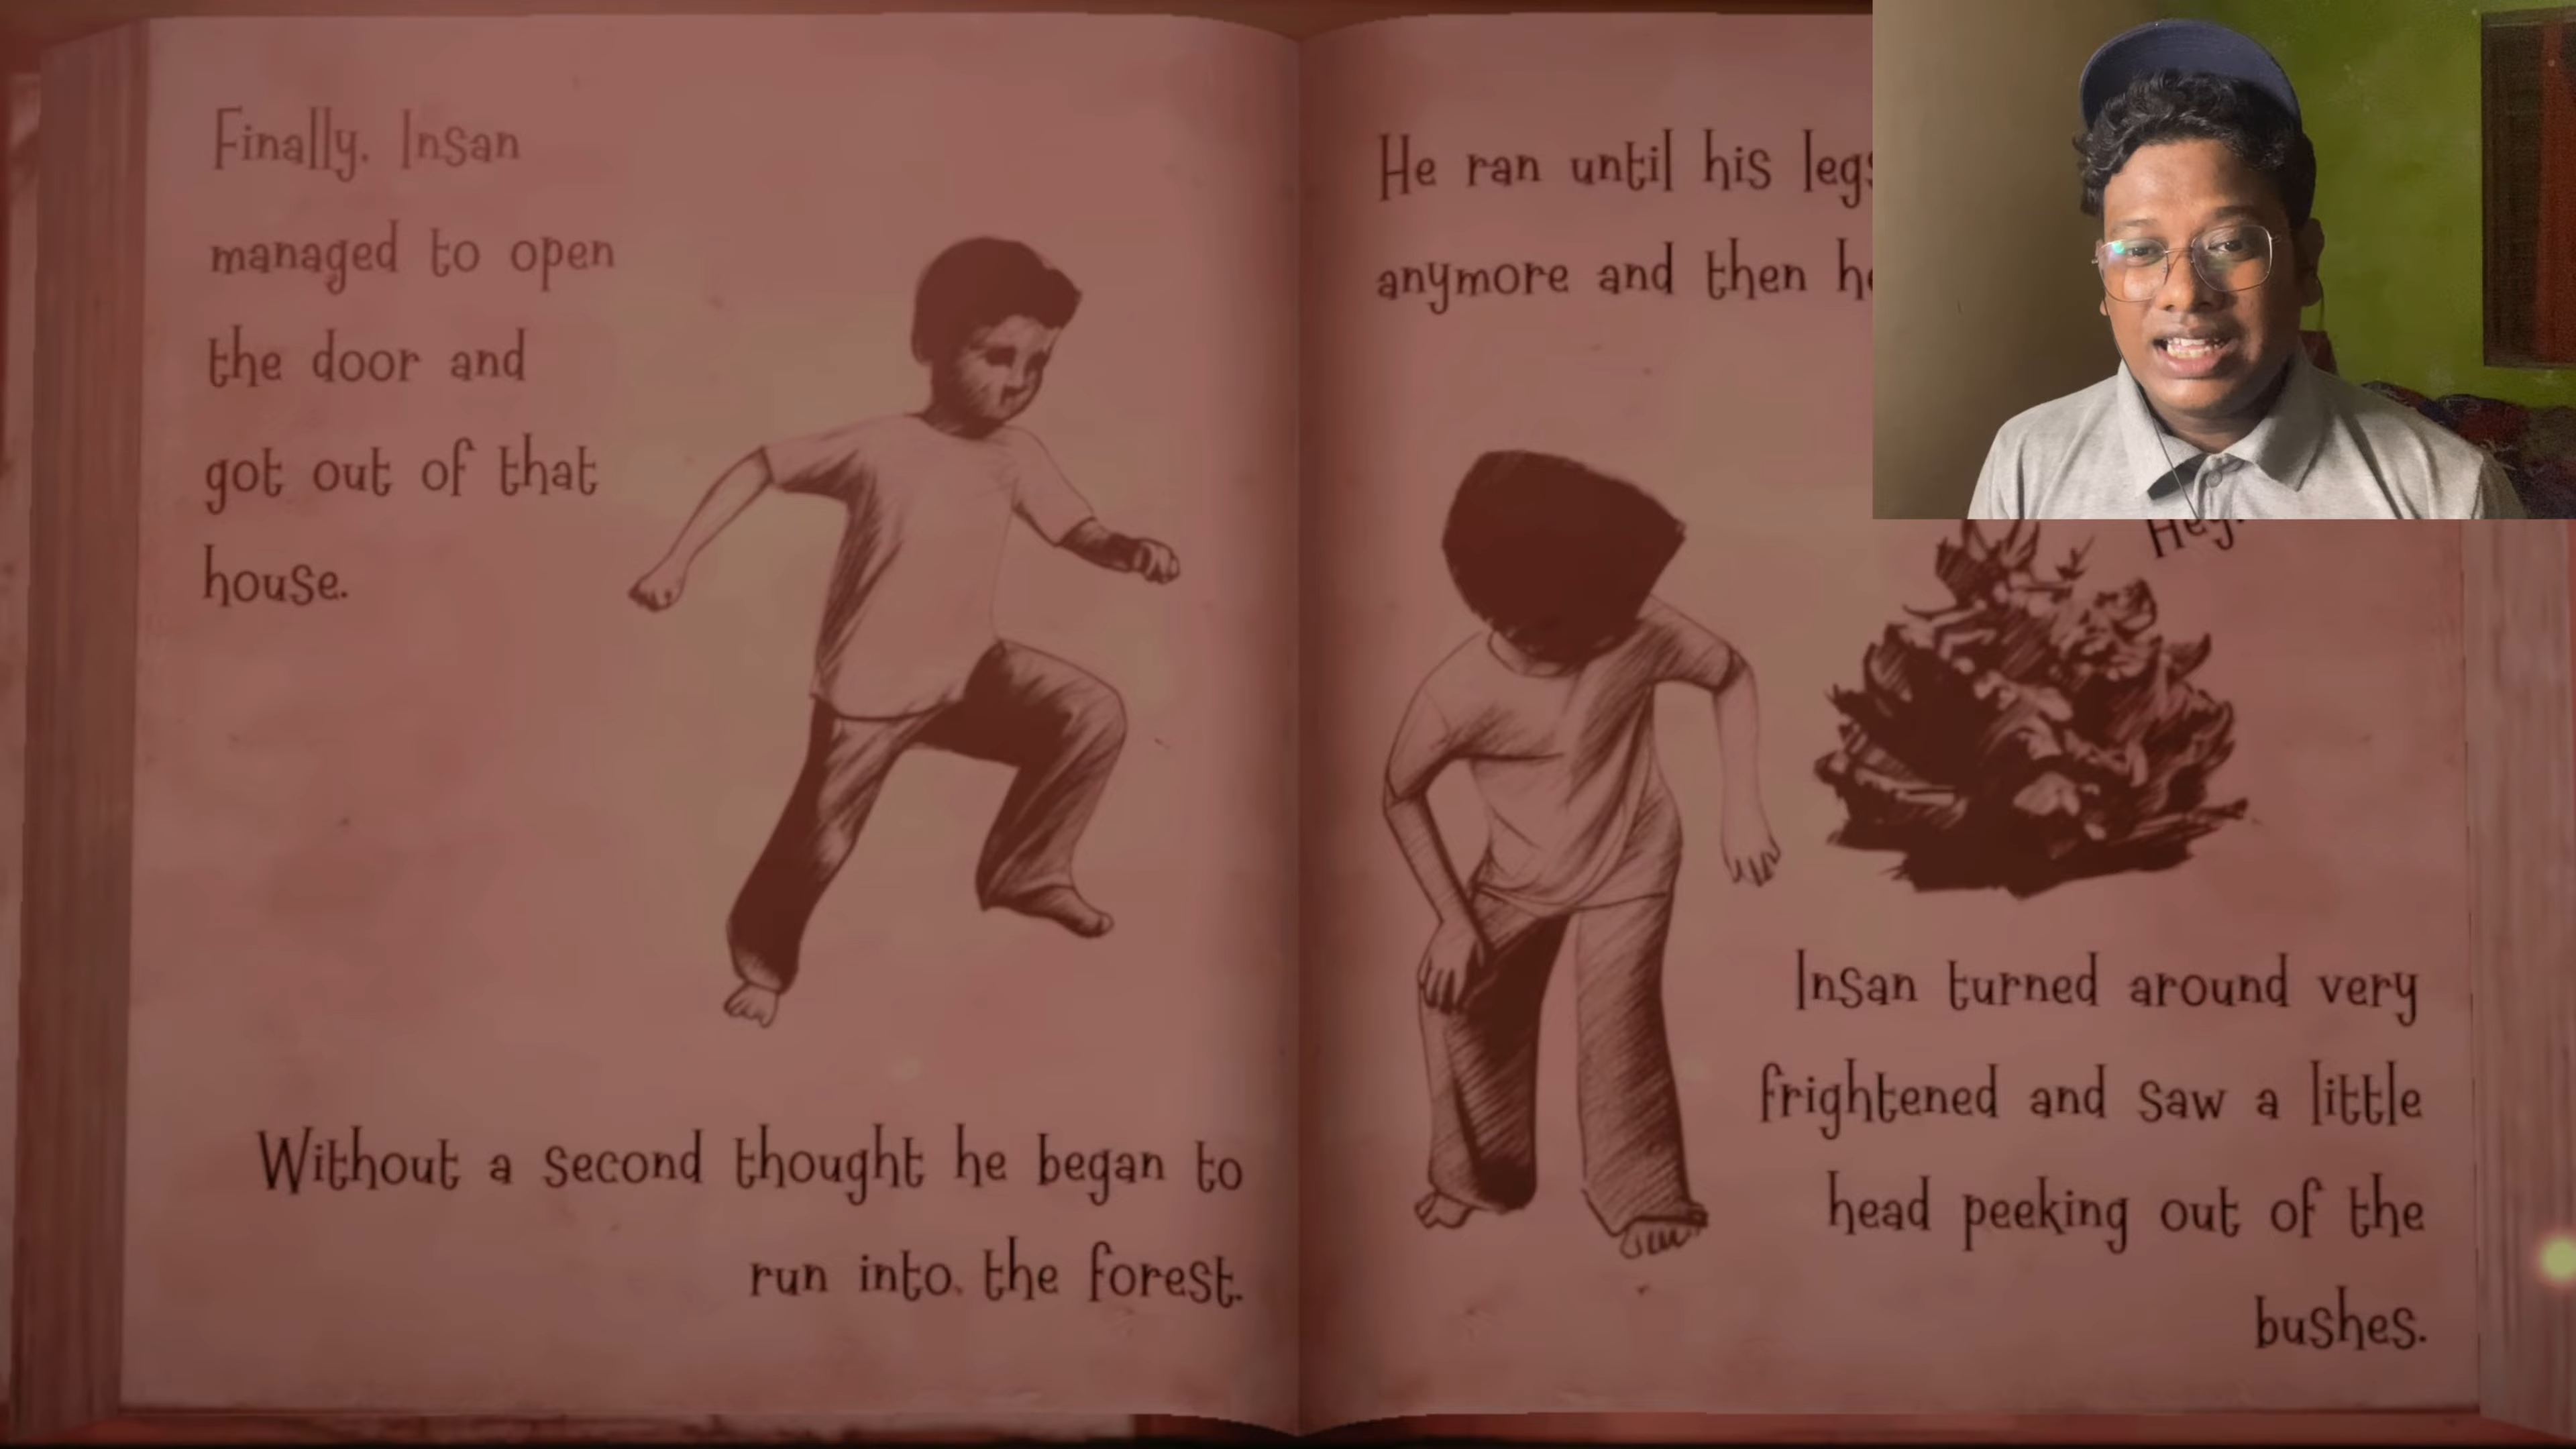 Finally, Insan
managed to open
the door and
got out of that
house.
Without a second thought he began to
run into the forest.
He ran until his legs
anymore and then
Hey
Insan turned around very
frightened and saw a little
head peeking out of the
bushes.